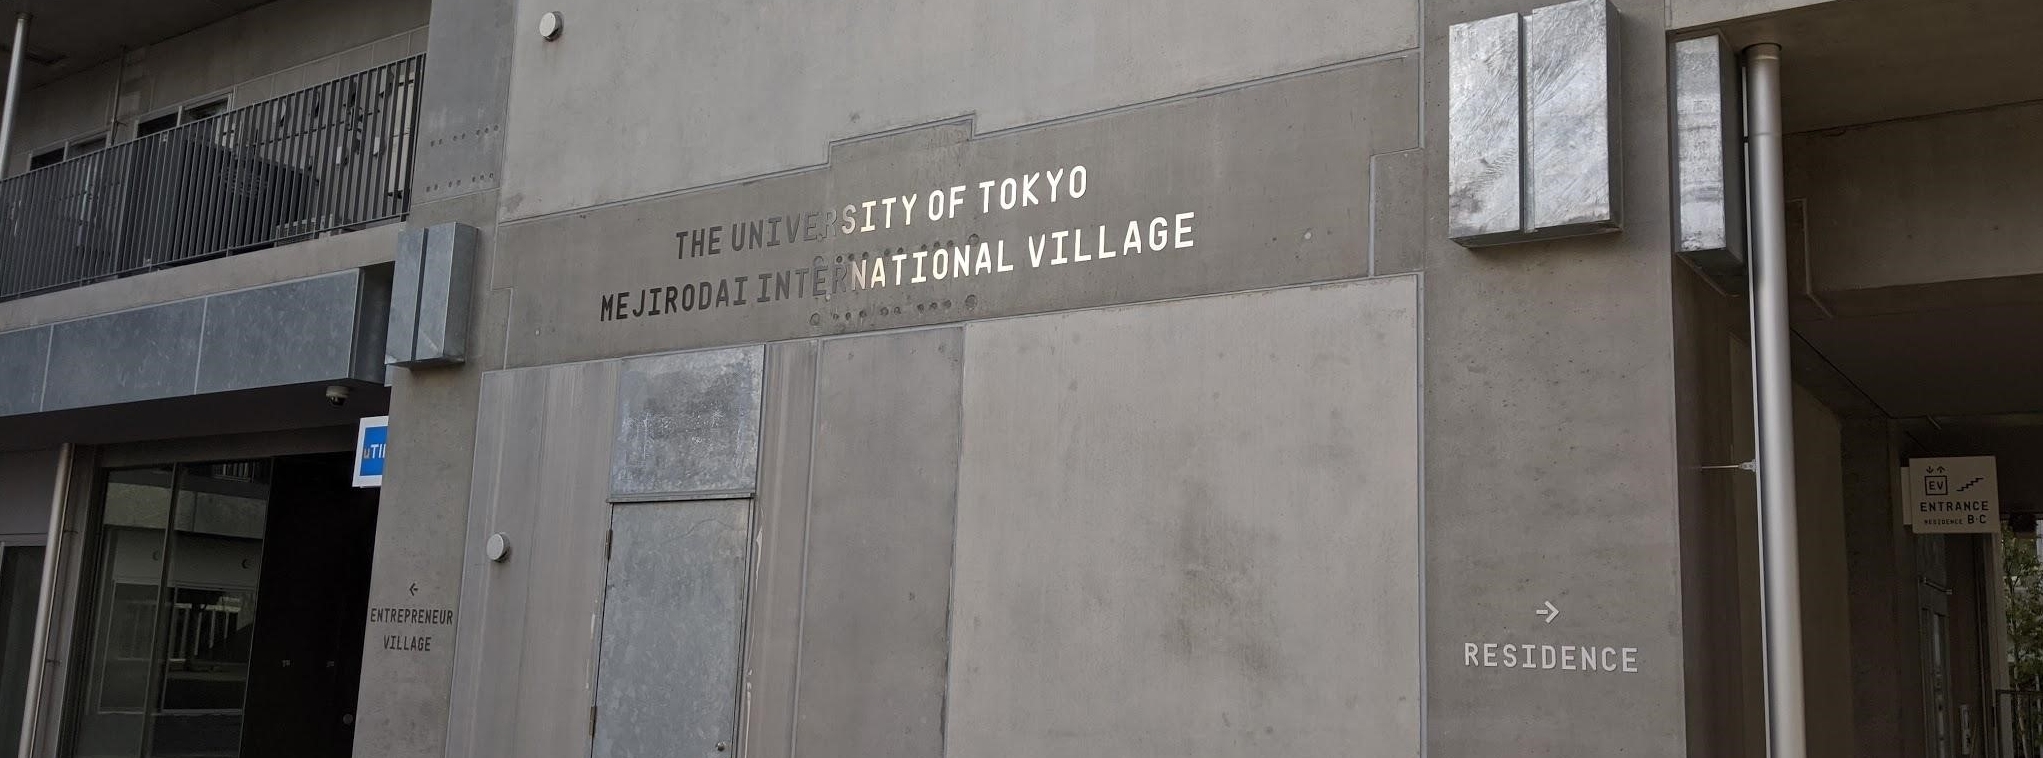 THE UNIVERSITY OF TOKYO
MEJIRODAI INTERNATIONAL VILLAGE
←
ENTREPRENEUR
VILLAGE
→
RESIDENCE
↓↑
EV
ENTRANCE
RESIDENCE B·C